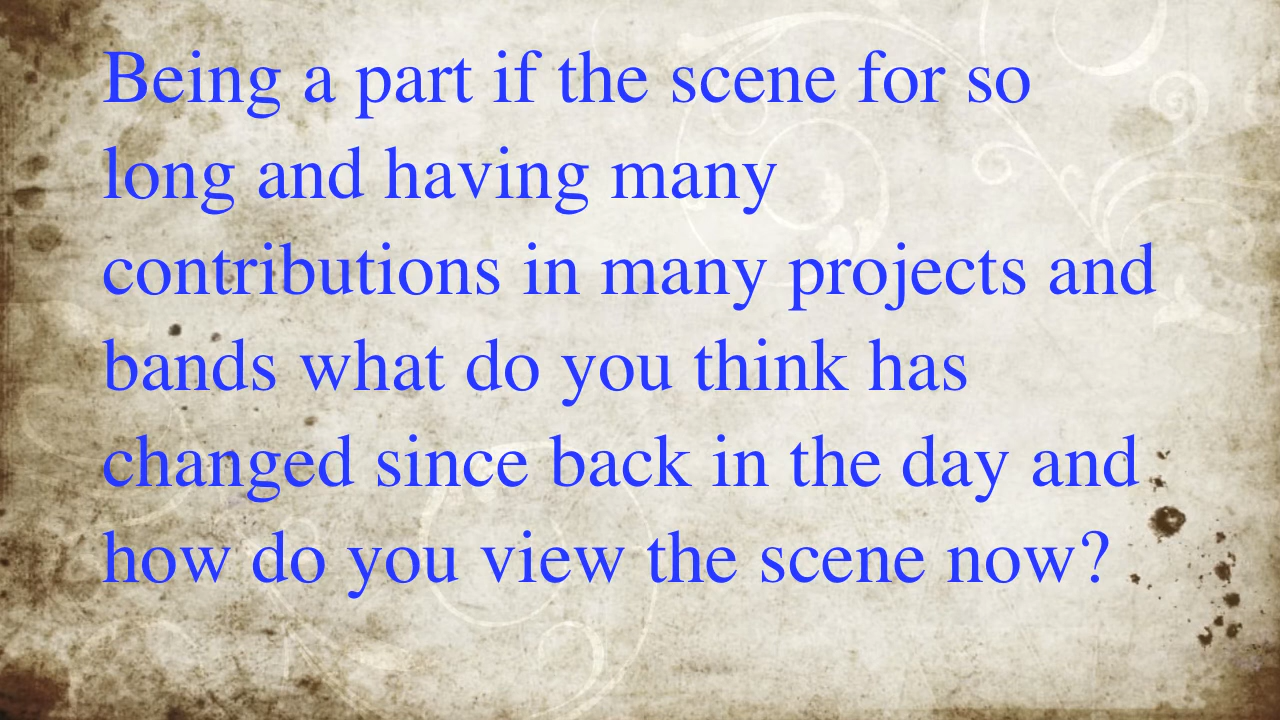 Being a part if the scene for so
long and having many
contributions in many projects and
bands what do you think has
changed since back in the day and
how do you view the scene now?